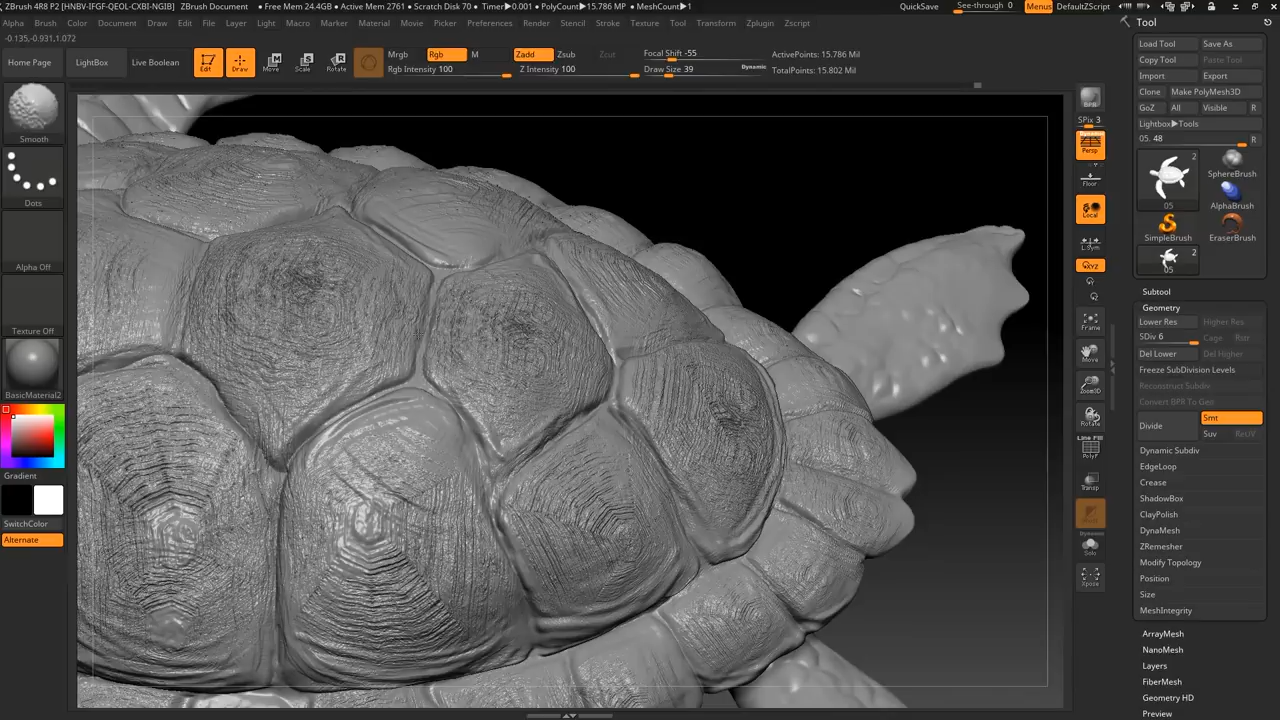 ZBrush 4R8 P2 [HNBV-IFGF-QEOL-CXBI-NGIB] ZBrush Document • Free Mem 24.4GB • Active Mem 2761 • Scratch Disk 70 • Timer▶0.001 • PolyCount▶15.786 MP • MeshCount▶1 QuickSave See-through 0 Menus DefaultZScript
Alpha Brush Color Document Draw Edit File Layer Light Macro Marker Material Movie Picker Preferences Render Stencil Stroke Texture Tool Transform Zplugin Zscript
-0.135,-0.931,1.072
Home Page LightBox Live Boolean Edit Draw Move Scale Rotate
Mrgb Rgb M Zadd Zsub Zcut Focal Shift -55 ActivePoints: 15.786 Mil
Rgb Intensity 100 Z Intensity 100 Draw Size 39 Dynamic TotalPoints: 15.802 Mil
Smooth
Dots
Alpha Off
Texture Off
BasicMaterial2
Gradient
SwitchColor
Alternate
BPR
SPix 3
Dynamic
Persp
Floor
Local
L.Sym
XYZ
Frame
Move
Zoom3D
Rotate
Line Fill
PolyF
Transp
Dynamic
Solo
Xpose
Tool
Load Tool Save As
Copy Tool Paste Tool
Import Export
Clone Make PolyMesh3D
GoZ All Visible R
Lightbox▶Tools
05. 48 R
2
05
SphereBrush
AlphaBrush
SimpleBrush EraserBrush
2
05
Subtool
Geometry
Lower Res Higher Res
SDiv 6 Cage Rstr
Del Lower Del Higher
Freeze SubDivision Levels
Reconstruct Subdiv
Convert BPR To Geo
Divide Smt
Suv ReUV
Dynamic Subdiv
EdgeLoop
Crease
ShadowBox
ClayPolish
DynaMesh
ZRemesher
Modify Topology
Position
Size
MeshIntegrity
ArrayMesh
NanoMesh
Layers
FiberMesh
Geometry HD
Preview